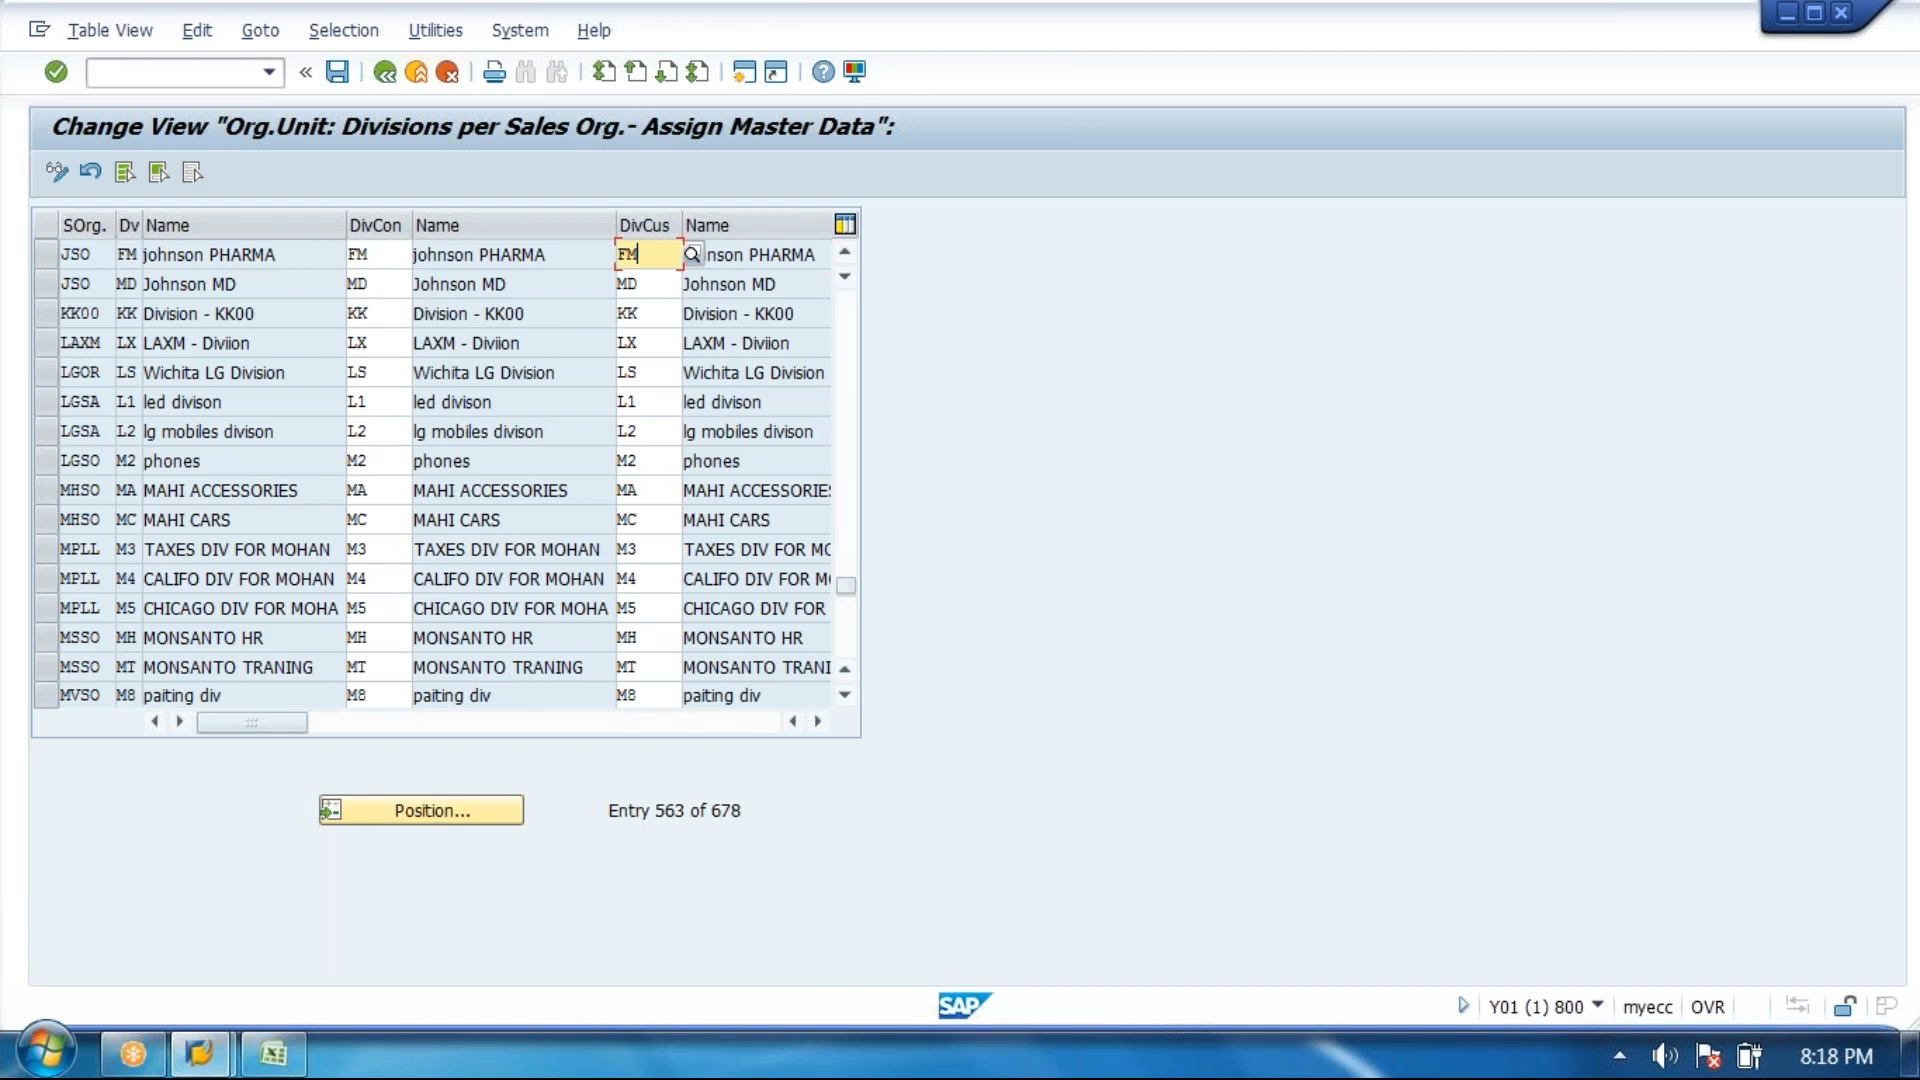 Table View Edit Goto Selection Utilities System Help
Change View "Org.Unit: Divisions per Sales Org.- Assign Master Data":
SOrg. Dv Name DivCon Name DivCus Name
JSO FM johnson PHARMA FM johnson PHARMA FM nson PHARMA
JSO MD Johnson MD MD Johnson MD MD Johnson MD
KK00 KK Division - KK00 KK Division - KK00 KK Division - KK00
LAXM LX LAXM - Diviion LX LAXM - Diviion LX LAXM - Diviion
LGOR LS Wichita LG Division LS Wichita LG Division LS Wichita LG Division
LGSA L1 led divison L1 led divison L1 led divison
LGSA L2 lg mobiles divison L2 lg mobiles divison L2 lg mobiles divison
LGSO M2 phones M2 phones M2 phones
MHSO MA MAHI ACCESSORIES MA MAHI ACCESSORIES MA MAHI ACCESSORIES
MHSO MC MAHI CARS MC MAHI CARS MC MAHI CARS
MPLL M3 TAXES DIV FOR MOHAN M3 TAXES DIV FOR MOHAN M3 TAXES DIV FOR MO
MPLL M4 CALIFO DIV FOR MOHAN M4 CALIFO DIV FOR MOHAN M4 CALIFO DIV FOR M
MPLL M5 CHICAGO DIV FOR MOHA M5 CHICAGO DIV FOR MOHA M5 CHICAGO DIV FOR
MSSO MH MONSANTO HR MH MONSANTO HR MH MONSANTO HR
MSSO MT MONSANTO TRANING MT MONSANTO TRANING MT MONSANTO TRANI
MVSO M8 paiting div M8 paiting div M8 paiting div
Position... Entry 563 of 678
SAP Y01 (1) 800 myecc OVR
8:18 PM